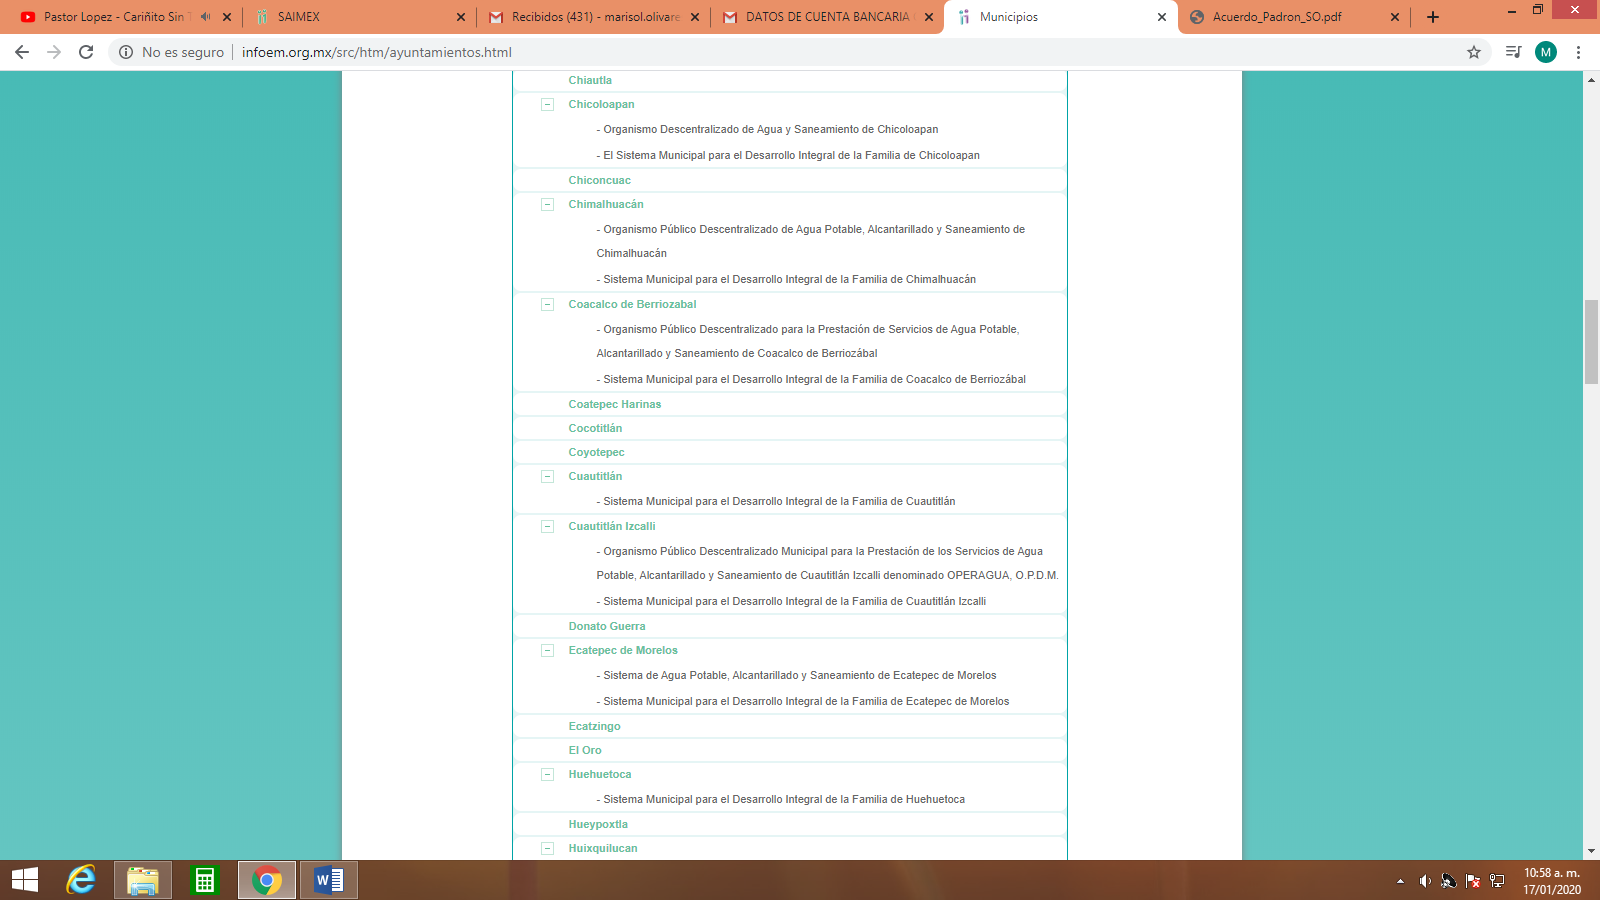 Pastor Lopez - Cariñito Sin T
SAIMEX
Recibidos (431) - marisol.olivare
DATOS DE CUENTA BANCARIA
Municipios
Acuerdo_Padron_SO.pdf
No es seguro
infoem.org.mx/src/htm/ayuntamientos.html
M
Chiautla
Chicoloapan
- Organismo Descentralizado de Agua y Saneamiento de Chicoloapan
- El Sistema Municipal para el Desarrollo Integral de la Familia de Chicoloapan
Chiconcuac
Chimalhuacán
- Organismo Público Descentralizado de Agua Potable, Alcantarillado y Saneamiento de
Chimalhuacán
- Sistema Municipal para el Desarrollo Integral de la Familia de Chimalhuacán
Coacalco de Berriozabal
- Organismo Público Descentralizado para la Prestación de Servicios de Agua Potable,
Alcantarillado y Saneamiento de Coacalco de Berriozábal
- Sistema Municipal para el Desarrollo Integral de la Familia de Coacalco de Berriozábal
Coatepec Harinas
Cocotitlán
Coyotepec
Cuautitlán
- Sistema Municipal para el Desarrollo Integral de la Familia de Cuautitlán
Cuautitlán Izcalli
- Organismo Público Descentralizado Municipal para la Prestación de los Servicios de Agua
Potable, Alcantarillado y Saneamiento de Cuautitlán Izcalli denominado OPERAGUA, O.P.D.M.
- Sistema Municipal para el Desarrollo Integral de la Familia de Cuautitlán Izcalli
Donato Guerra
Ecatepec de Morelos
- Sistema de Agua Potable, Alcantarillado y Saneamiento de Ecatepec de Morelos
- Sistema Municipal para el Desarrollo Integral de la Familia de Ecatepec de Morelos
Ecatzingo
El Oro
Huehuetoca
- Sistema Municipal para el Desarrollo Integral de la Familia de Huehuetoca
Hueypoxtla
Huixquilucan
10:58 a. m.
17/01/2020